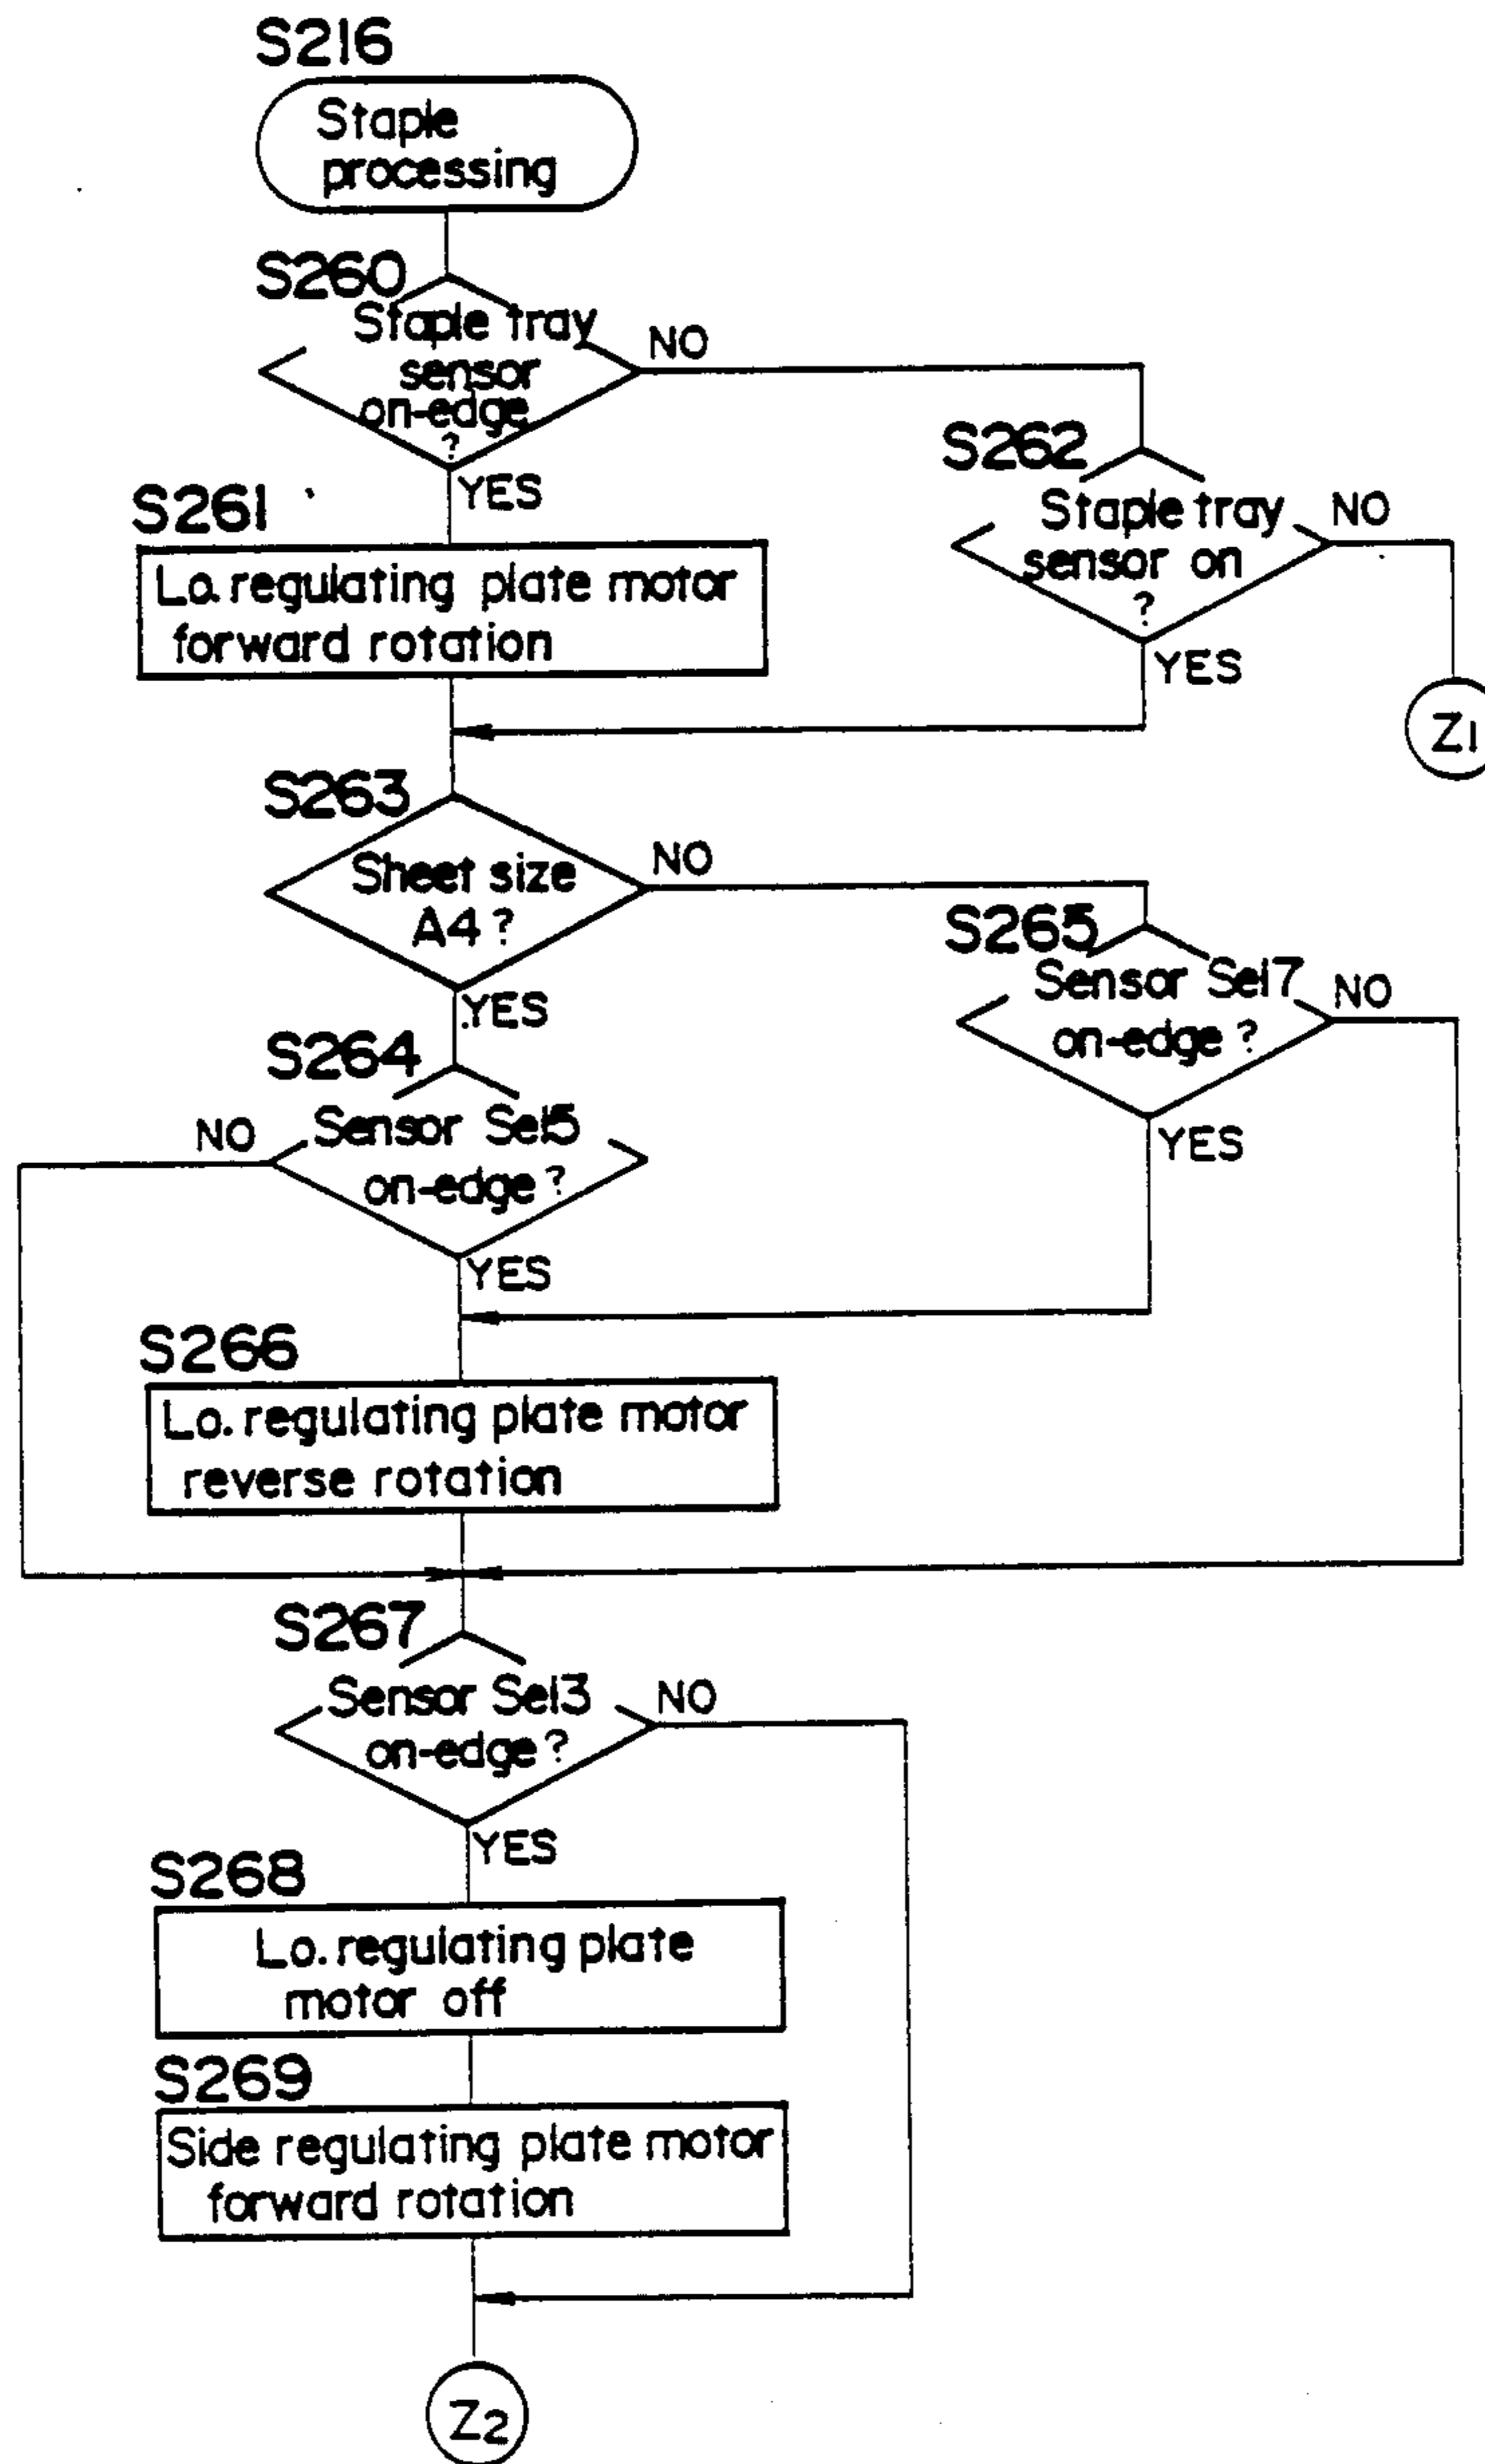 S216
Staple
processing
S260
Staple tray
sensor
on-edge
?
NO
YES
S262
Staple tray
sensor on
?
NO
YES
Z1
S261
Lo. regulating plate motor
forward rotation
S263
Sheet size
A4?
NO
YES
S265
Sensor Se17
on-edge?
NO
YES
S264
Sensor Se15
on-edge?
NO
YES
S266
Lo. regulating plate motor
reverse rotation
S267
Sensor Se13
on-edge?
NO
YES
S268
Lo. regulating plate
motor off
S269
Side regulating plate motor
forward rotation
Z2